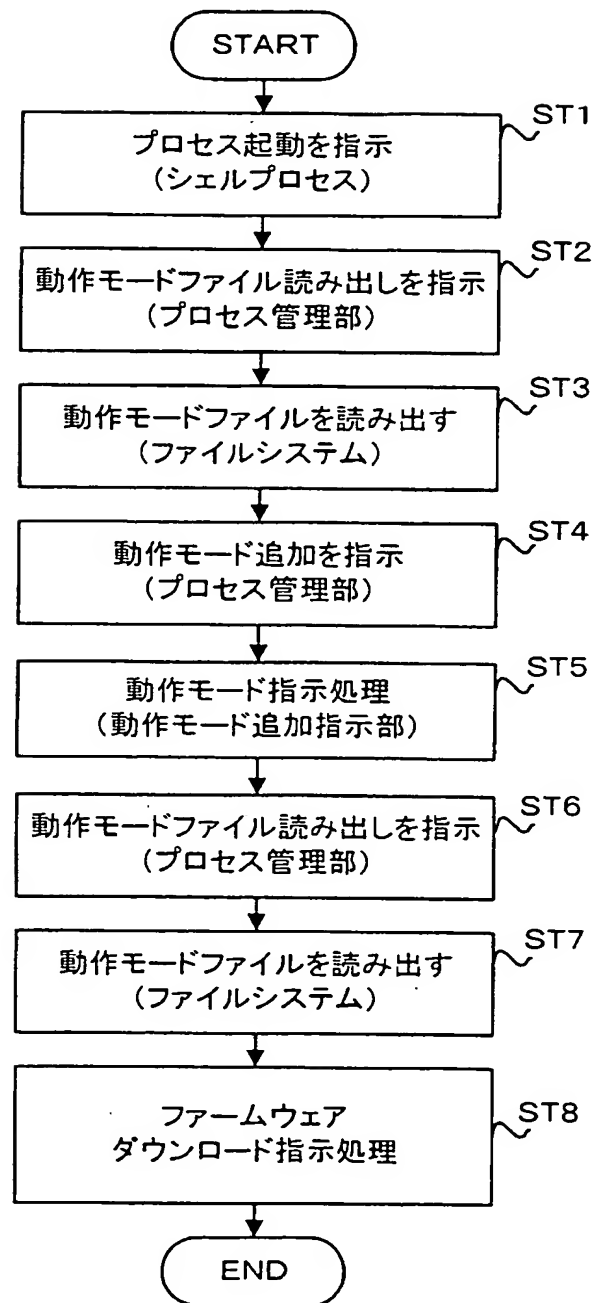 START
ST1
プロセス起動を指示
(シェルプロセス)
ST2
動作モードファイル読み出しを指示
(プロセス管理部)
ST3
動作モードファイルを読み出す
(ファイルシステム)
ST4
動作モード追加を指示
(プロセス管理部)
ST5
動作モード指示処理
(動作モード追加指示部)
ST6
動作モードファイル読み出しを指示
(プロセス管理部)
ST7
動作モードファイルを読み出す
(ファイルシステム)
ST8
ファームウェア
ダウンロード指示処理
END